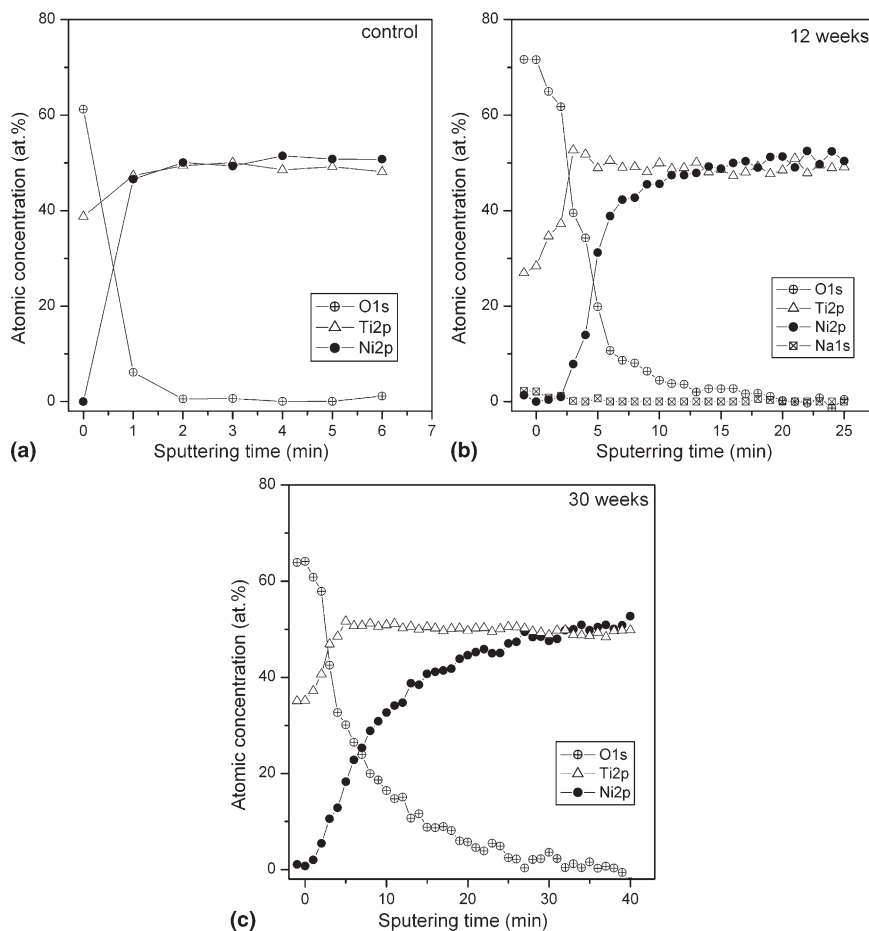 control
80
60
40
20
0
Atomic concentration (at.%)
O1s
Ti2p
Ni2p
0 1 2 3 4 5 6 7
(a)
Sputtering time (min)
12 weeks
80
60
40
20
0
Atomic concentration (at.%)
O1s
Ti2p
Ni2p
Na1s
0 5 10 15 20 25
(b)
Sputerring time (min)
30 weeks
80
60
40
20
0
Atomic concentration (at.%)
O1s
Ti2p
Ni2p
0 10 20 30 40
(c)
Sputering time (min)